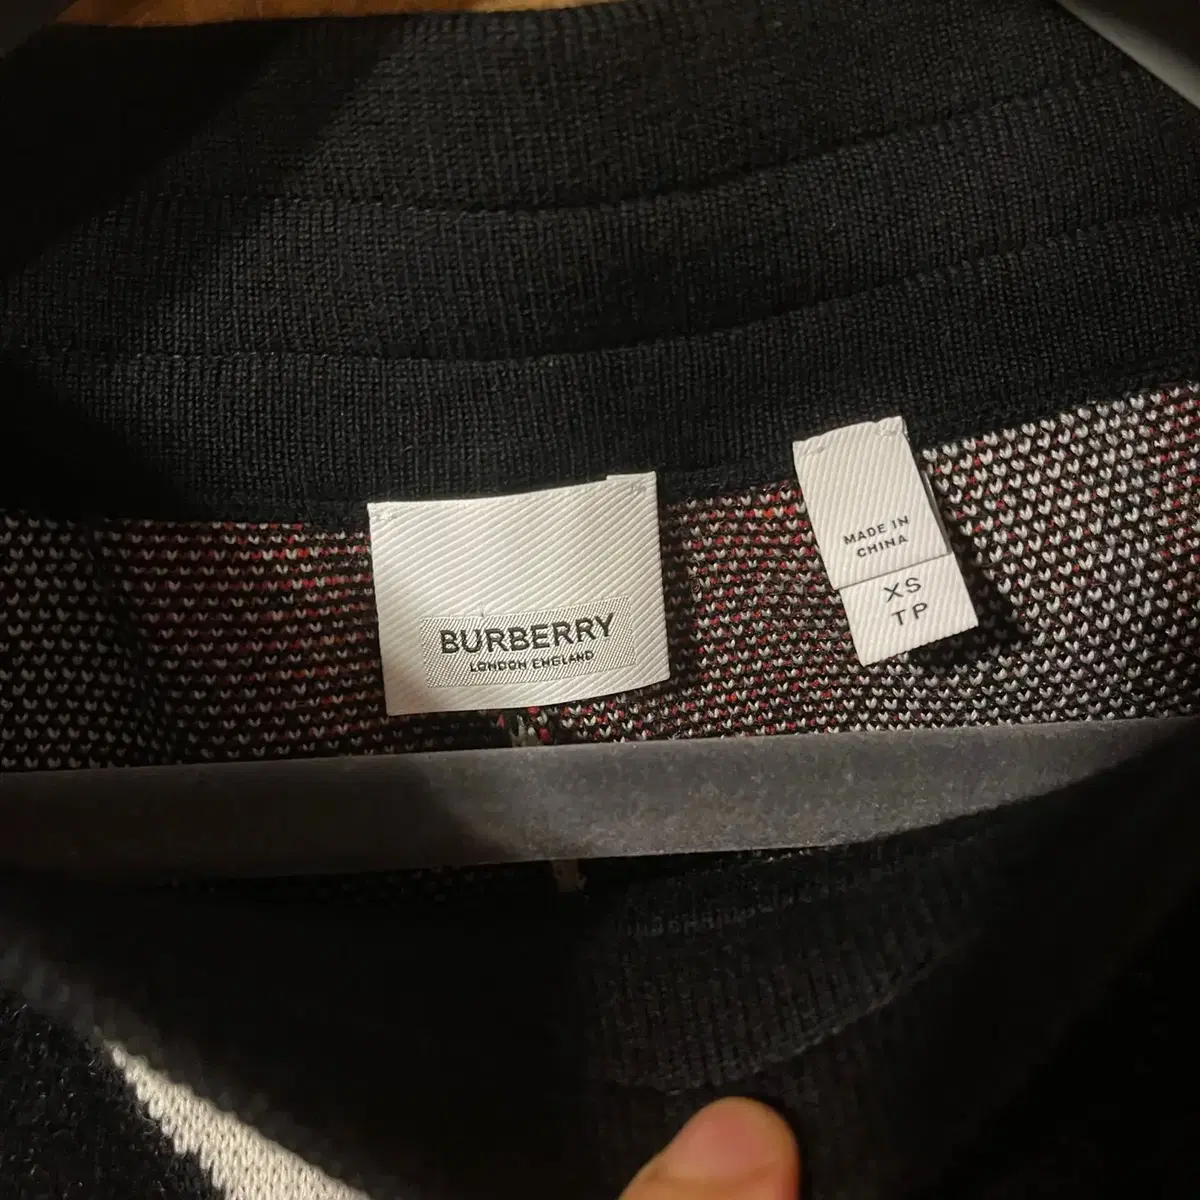 BURBERRY
LONDON ENGLAND
MADE IN
CHINA
XS
TP